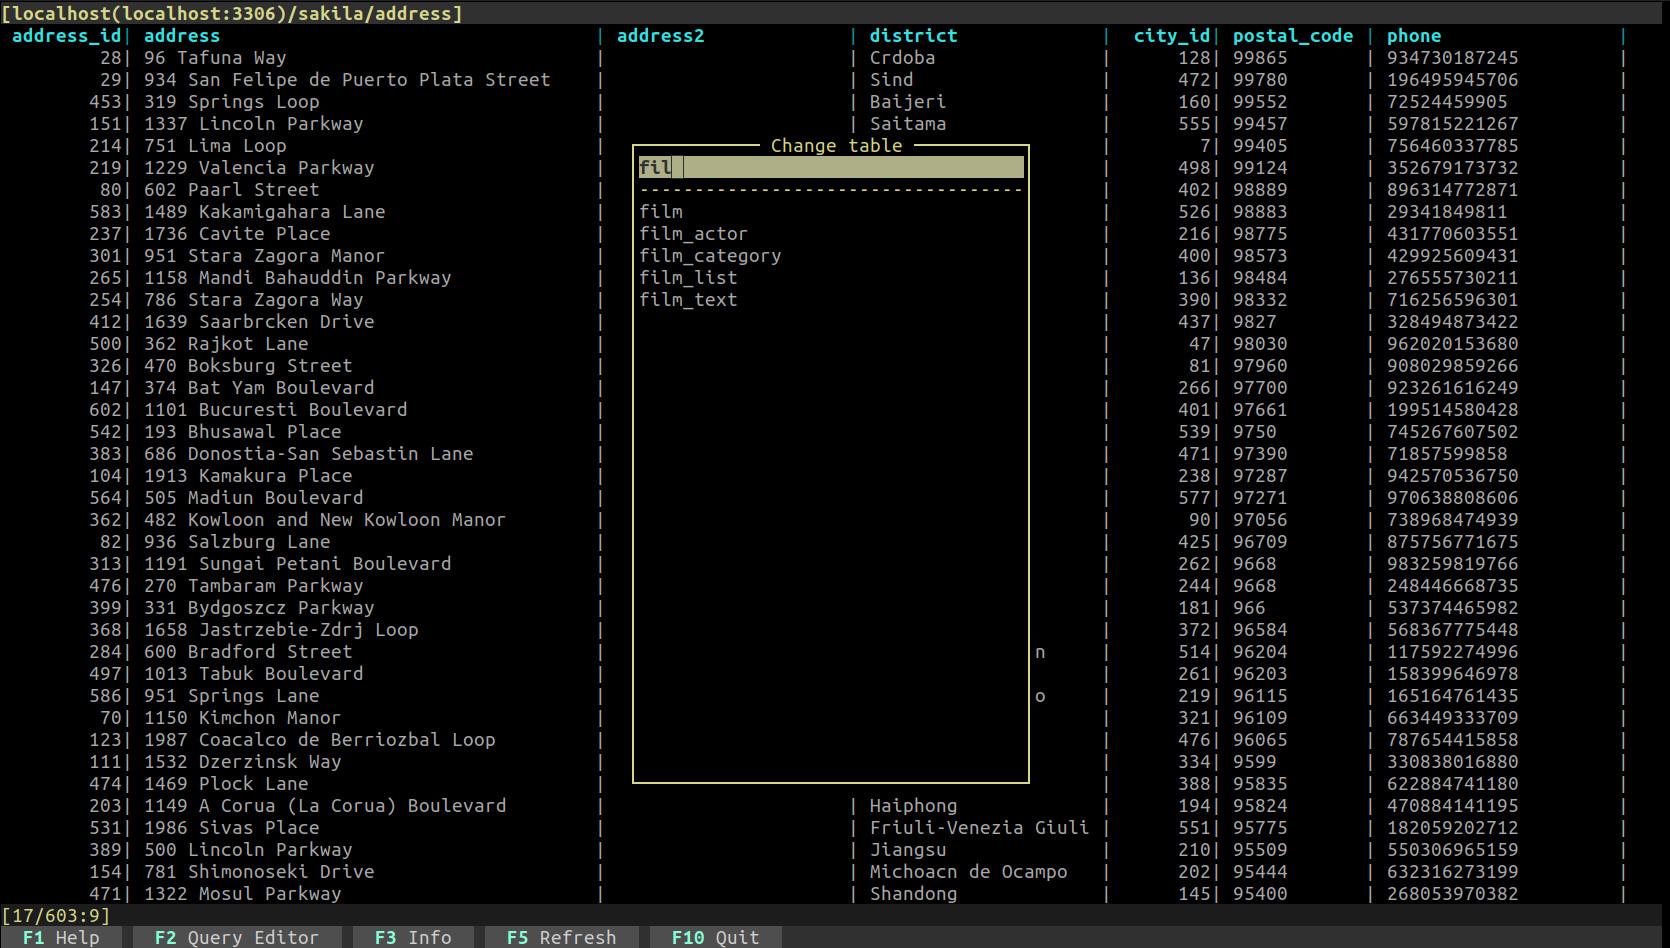 [localhost(localhost:3306)/sakila/address]
address_id| address | address2 | district | city_id| postal_code | phone |
28| 96 Tafuna Way | | Crdoba | 128| 99865 | 934730187245 |
29| 934 San Felipe de Puerto Plata Street | | Sind | 472| 99780 | 196495945706 |
453| 319 Springs Loop | | Baijeri | 160| 99552 | 72524459905 |
151| 1337 Lincoln Parkway | | Saitama | 555| 99457 | 597815221267 |
214| 751 Lima Loop | Change table | 7| 99405 | 756460337785 |
219| 1229 Valencia Parkway | fil | 498| 99124 | 352679173732 |
80| 602 Paarl Street | ----------------------------------- | 402| 98889 | 896314772871 |
583| 1489 Kakamigahara Lane | film | 526| 98883 | 29341849811 |
237| 1736 Cavite Place | film_actor | 216| 98775 | 431770603551 |
301| 951 Stara Zagora Manor | film_category | 400| 98573 | 429925609431 |
265| 1158 Mandi Bahauddin Parkway | film_list | 136| 98484 | 276555730211 |
254| 786 Stara Zagora Way | film_text | 390| 98332 | 716256596301 |
412| 1639 Saarbrcken Drive | | 437| 9827 | 328494873422 |
500| 362 Rajkot Lane | | 47| 98030 | 962020153680 |
326| 470 Boksburg Street | | 81| 97960 | 908029859266 |
147| 374 Bat Yam Boulevard | | 266| 97700 | 923261616249 |
602| 1101 Bucuresti Boulevard | | 401| 97661 | 199514580428 |
542| 193 Bhusawal Place | | 539| 9750 | 745267607502 |
383| 686 Donostia-San Sebastin Lane | | 471| 97390 | 71857599858 |
104| 1913 Kamakura Place | | 238| 97287 | 942570536750 |
564| 505 Madiun Boulevard | | 577| 97271 | 970638808606 |
362| 482 Kowloon and New Kowloon Manor | | 90| 97056 | 738968474939 |
82| 936 Salzburg Lane | | 425| 96709 | 875756771675 |
313| 1191 Sungai Petani Boulevard | | 262| 9668 | 983259819766 |
476| 270 Tambaram Parkway | | 244| 9668 | 248446668735 |
399| 331 Bydgoszcz Parkway | | 181| 966 | 537374465982 |
368| 1658 Jastrzebie-Zdrj Loop | | 372| 96584 | 568367775448 |
284| 600 Bradford Street | n | 514| 96204 | 117592274996 |
497| 1013 Tabuk Boulevard | | 261| 96203 | 158399646978 |
586| 951 Springs Lane | o | 219| 96115 | 165164761435 |
70| 1150 Kimchon Manor | | 321| 96109 | 663449333709 |
123| 1987 Coacalco de Berriozbal Loop | | 476| 96065 | 787654415858 |
111| 1532 Dzerzinsk Way | | 334| 9599 | 330838016880 |
474| 1469 Plock Lane | | 388| 95835 | 622884741180 |
203| 1149 A Corua (La Corua) Boulevard | | Haiphong | 194| 95824 | 470884141195 |
531| 1986 Sivas Place | | Friuli-Venezia Giuli | 551| 95775 | 182059202712 |
389| 500 Lincoln Parkway | | Jiangsu | 210| 95509 | 550306965159 |
154| 781 Shimonoseki Drive | | Michoacn de Ocampo | 202| 95444 | 632316273199 |
471| 1322 Mosul Parkway | | Shandong | 145| 95400 | 268053970382 |
[17/603:9]
F1 Help F2 Query Editor F3 Info F5 Refresh F10 Quit